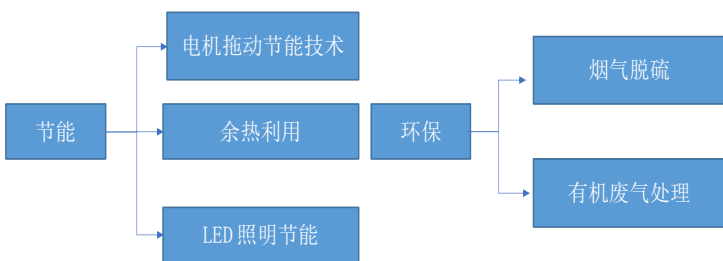 节能
电机拖动节能技术
余热利用
LED照明节能
环保
烟气脱硫
有机废气处理